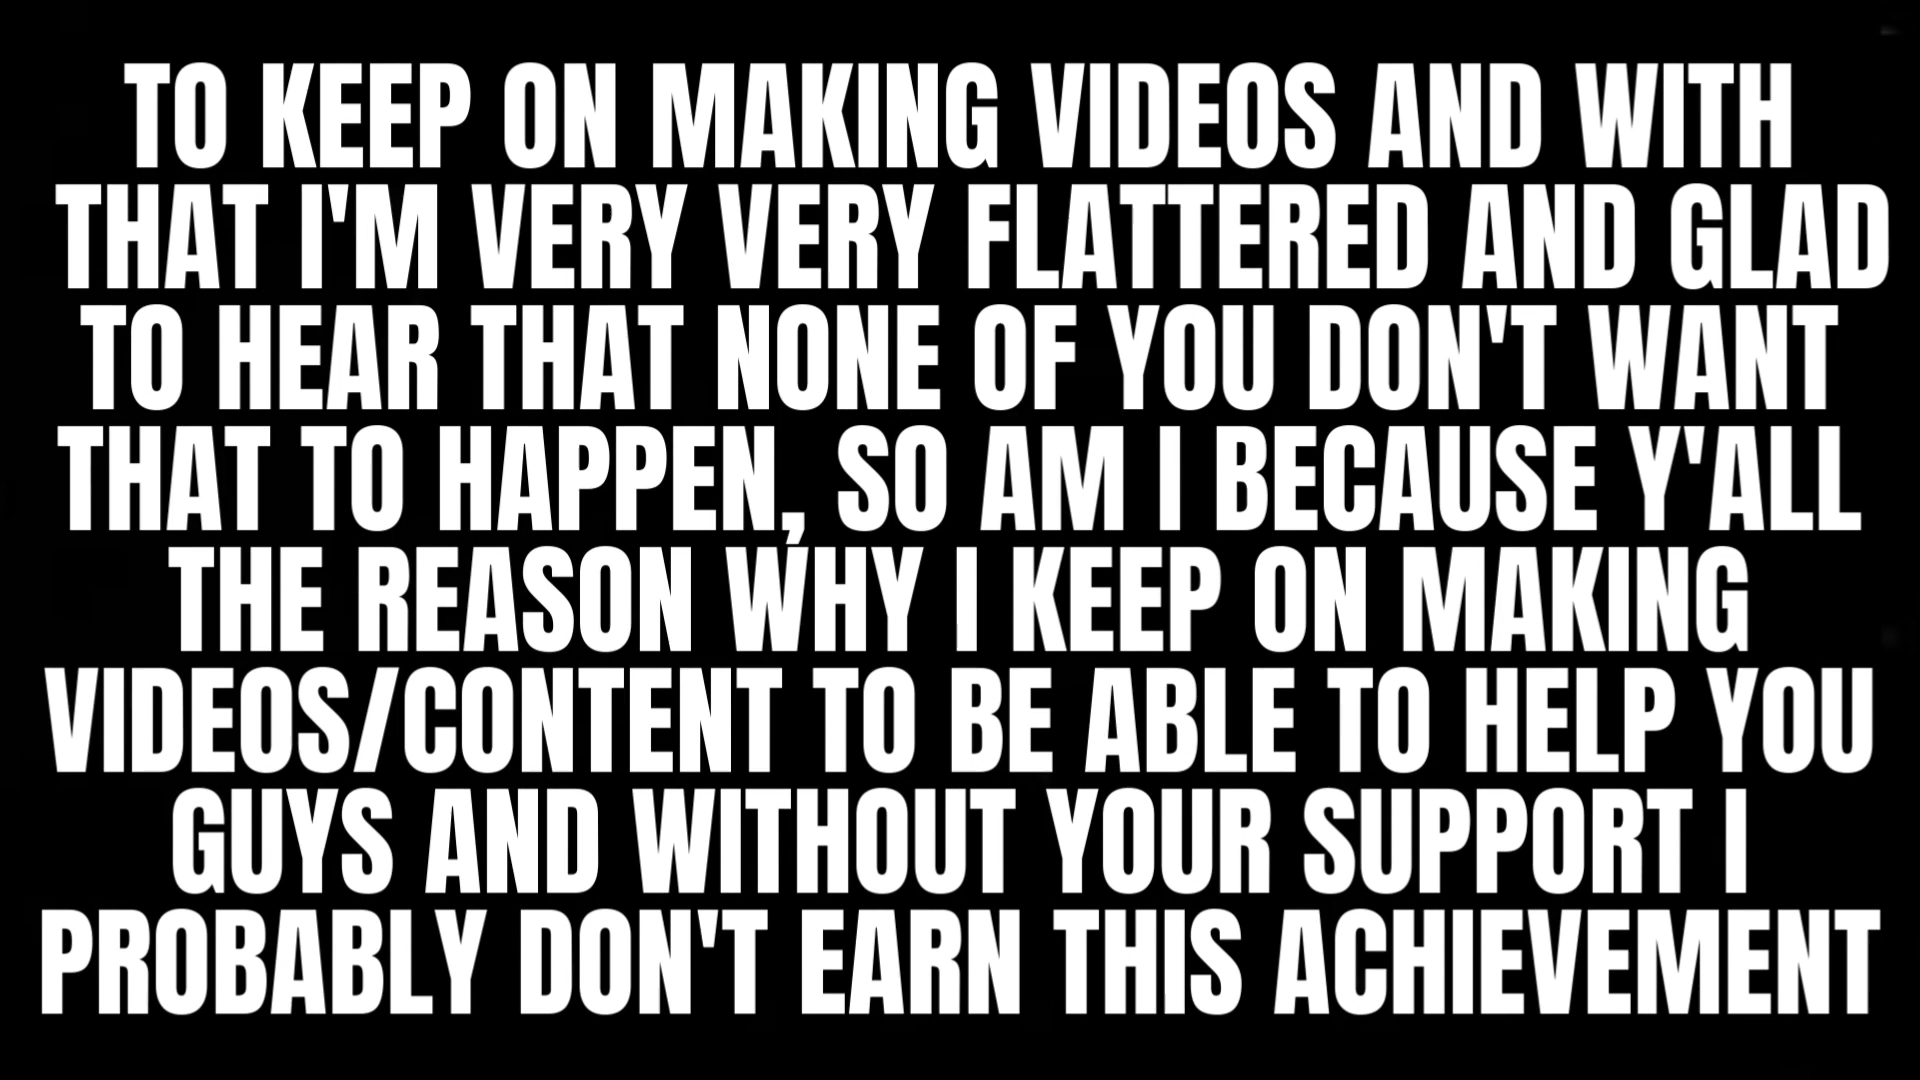 TO KEEP ON MAKING VIDEOS AND WITH
THAT I'M VERY VERY FLATTERED AND GLAD
TO HEAR THAT NONE OF YOU DON'T WANT
THAT TO HAPPEN, SO AM I BECAUSE Y'ALL
THE REASON WHY I KEEP ON MAKING
VIDEOS/CONTENT TO BE ABLE TO HELP YOU
GUYS AND WITHOUT YOUR SUPPORT I
PROBABLY DON'T EARN THIS ACHIEVEMENT